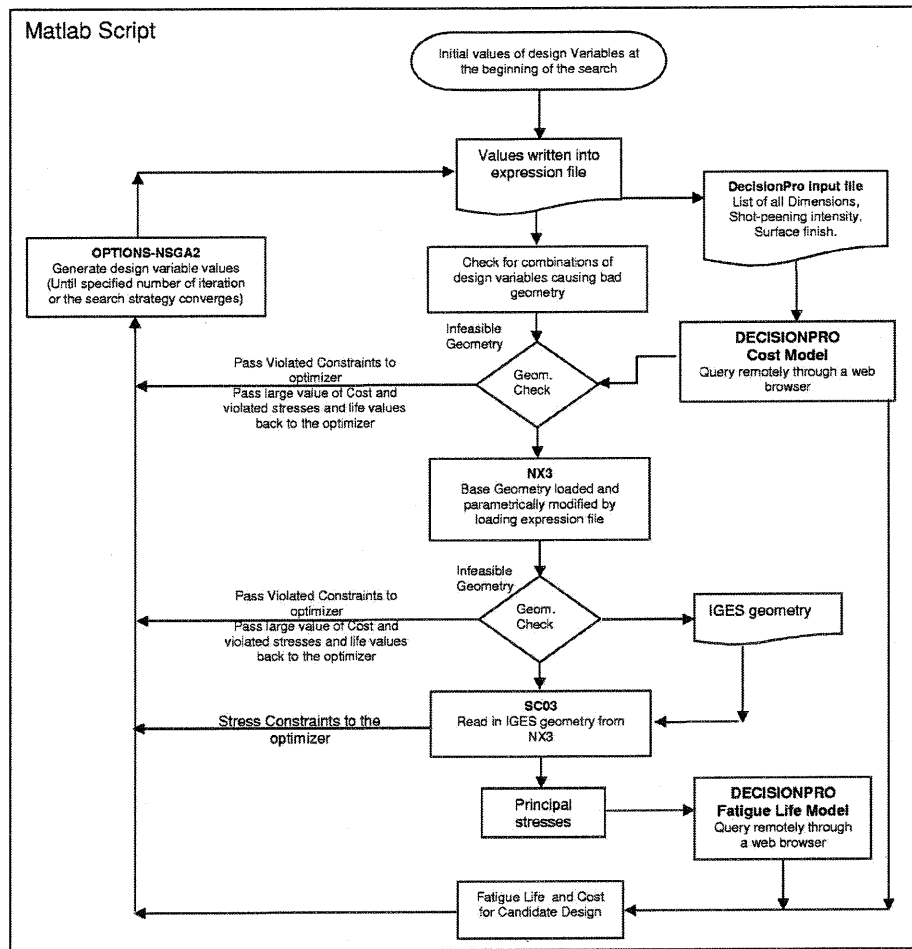 Matlab Script
Initial values of design Variables at
the beginning of the search
Values written into
expression file
DecisionPro Input file
List of all Dimensions,
Shot-peening intensity,
Surface finish.
OPTIONS-NSGA2
Generate design variable values
(Until specified number of iteration
or the search strategy converges)
Check for combinations of
design variables causing bad
geometry
Infeasible
Geometry
DECISIONPRO
Cost Model
Query remotely through a web
browser
Pass Violated Constraints to
optimizer
Pass large value of Cost and
violated stresses and life values
back to the optimizer
Geom.
Check
NX3
Base Geometry loaded and
parametrically modified by
loading expression file
Infeasible
Geometry
Pass Violated Constraints to
optimizer
Pass large value of Cost and
violated stresses and life values
back to the optimizer
Geom.
Check
IGES geometry
SC03
Read in IGES geometry from
NX3
Stress Constraints to the
optimizer
Principal
stresses
DECISIONPRO
Fatigue Life Model
Query remotely through
a web browser
Fatigue Life and Cost
for Candidate Design